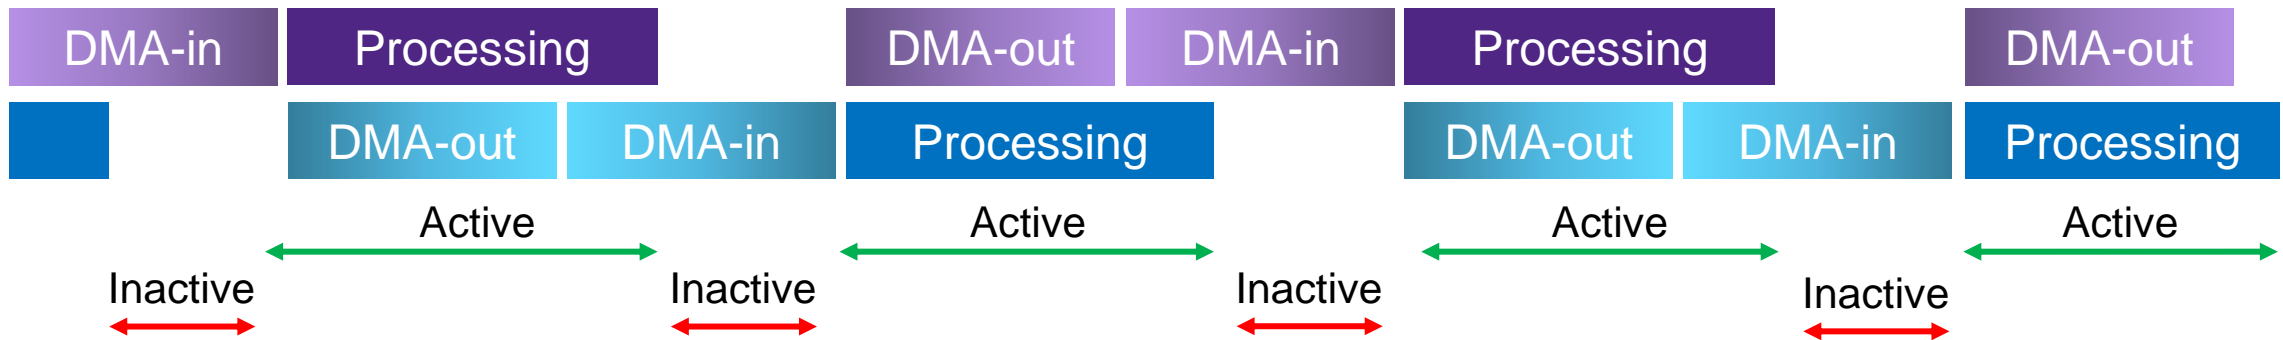 DMA-in Processing DMA-out DMA-in Processing DMA-out
DMA-out DMA-in Processing DMA-out DMA-in Processing
Active Active Active Active
Inactive Inactive Inactive Inactive